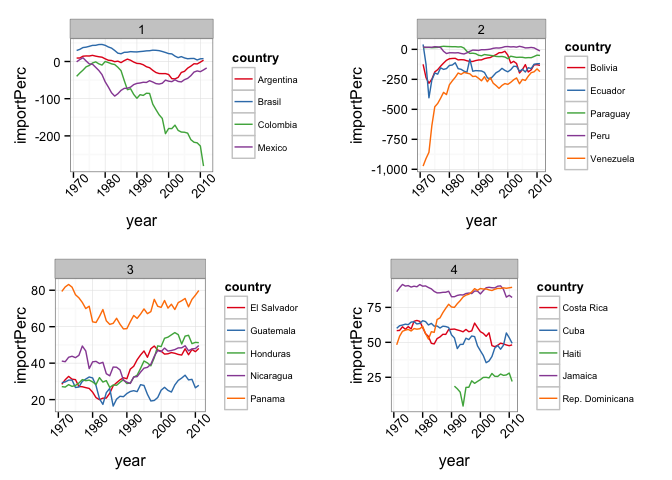 1
importPerc
0
-100
-200
1970
1980
1990
2000
2010
year
country
Argentina
Brasil
Colombia
Mexico
2
importPerc
0
-250
-500
-750
-1,000
1970
1980
1990
2000
2010
year
country
Bolivia
Ecuador
Paraguay
Peru
Venezuela
3
importPerc
80
60
40
20
1970
1980
1990
2000
2010
year
country
El Salvador
Guatemala
Honduras
Nicaragua
Panama
4
importPerc
75
50
25
1970
1980
1990
2000
2010
year
country
Costa Rica
Cuba
Haiti
Jamaica
Rep. Dominicana